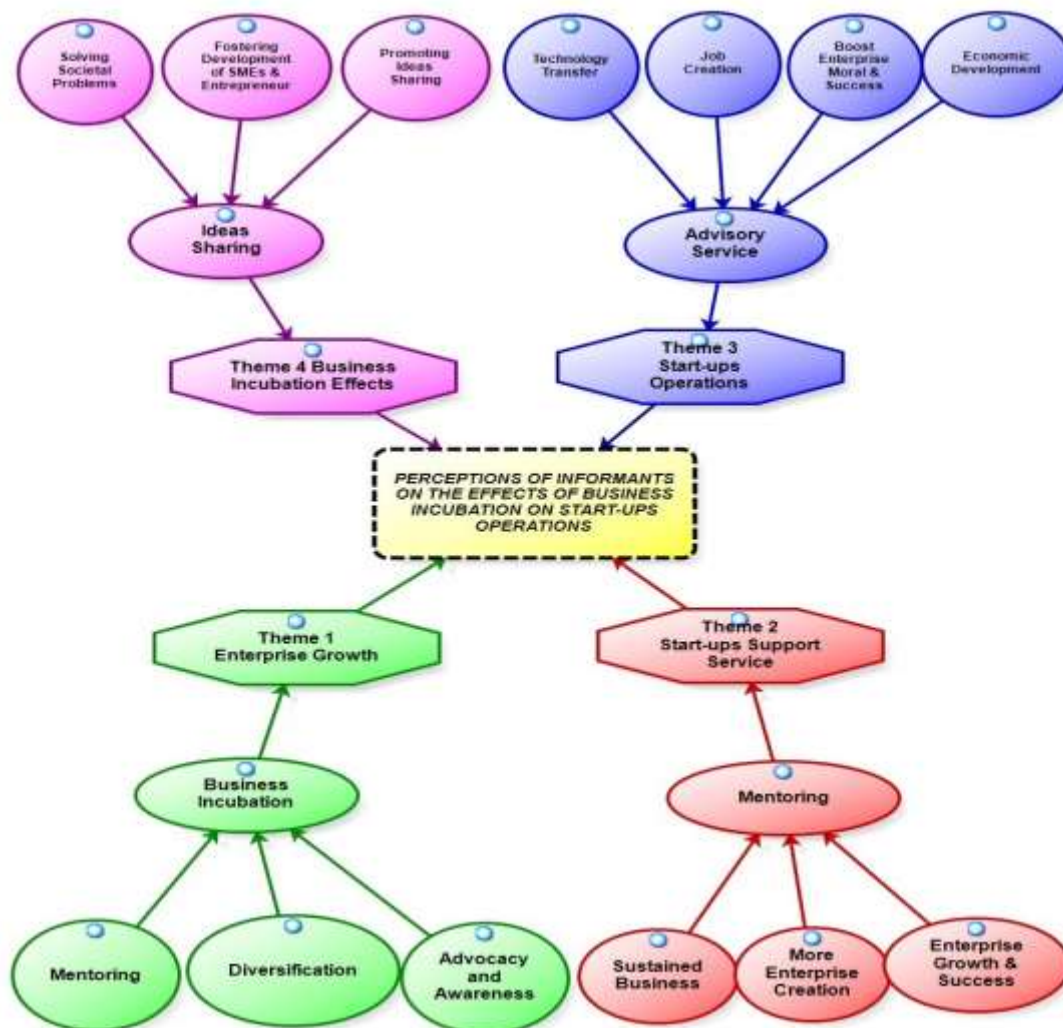 Solving
Societal
Problems
Fostering
Development
of SMEs &
Entrepreneur
Promoting
Ideas
Sharing
Technology
Transfer
Job
Creation
Boost
Enterprise
Moral &
Success
Economic
Development
Ideas
Sharing
Advisory
Service
Theme 4 Business
Incubation Effects
Theme 3
Start-ups
Operations
PERCEPTIONS OF INFORMANTS
ON THE EFFECTS OF BUSINESS
INCUBATION ON START-UPS
OPERATIONS
Theme 1
Enterprise Growth
Theme 2
Start-ups Support
Service
Business
Incubation
Mentoring
Mentoring
Diversification
Advocacy
and
Awareness
Sustained
Business
More
Enterprise
Creation
Enterprise
Growth &
Success